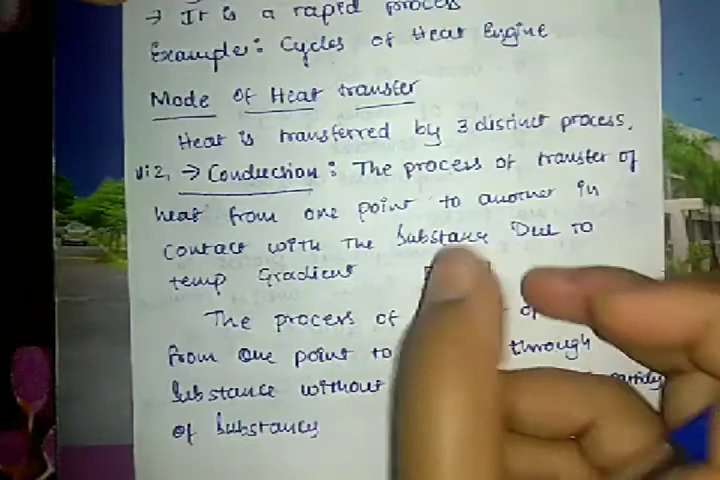 → It is a rapid process
Example: Cycles of Heat Engine
Mode of Heat transfer
Heat is transferred by 3 distinct process.
viz, → Conduction: The process of transfer of
heat from one point to another in
contact with the Substance Due to
temp Gradient
The process of
from one point to through
Substance without
of Substancy